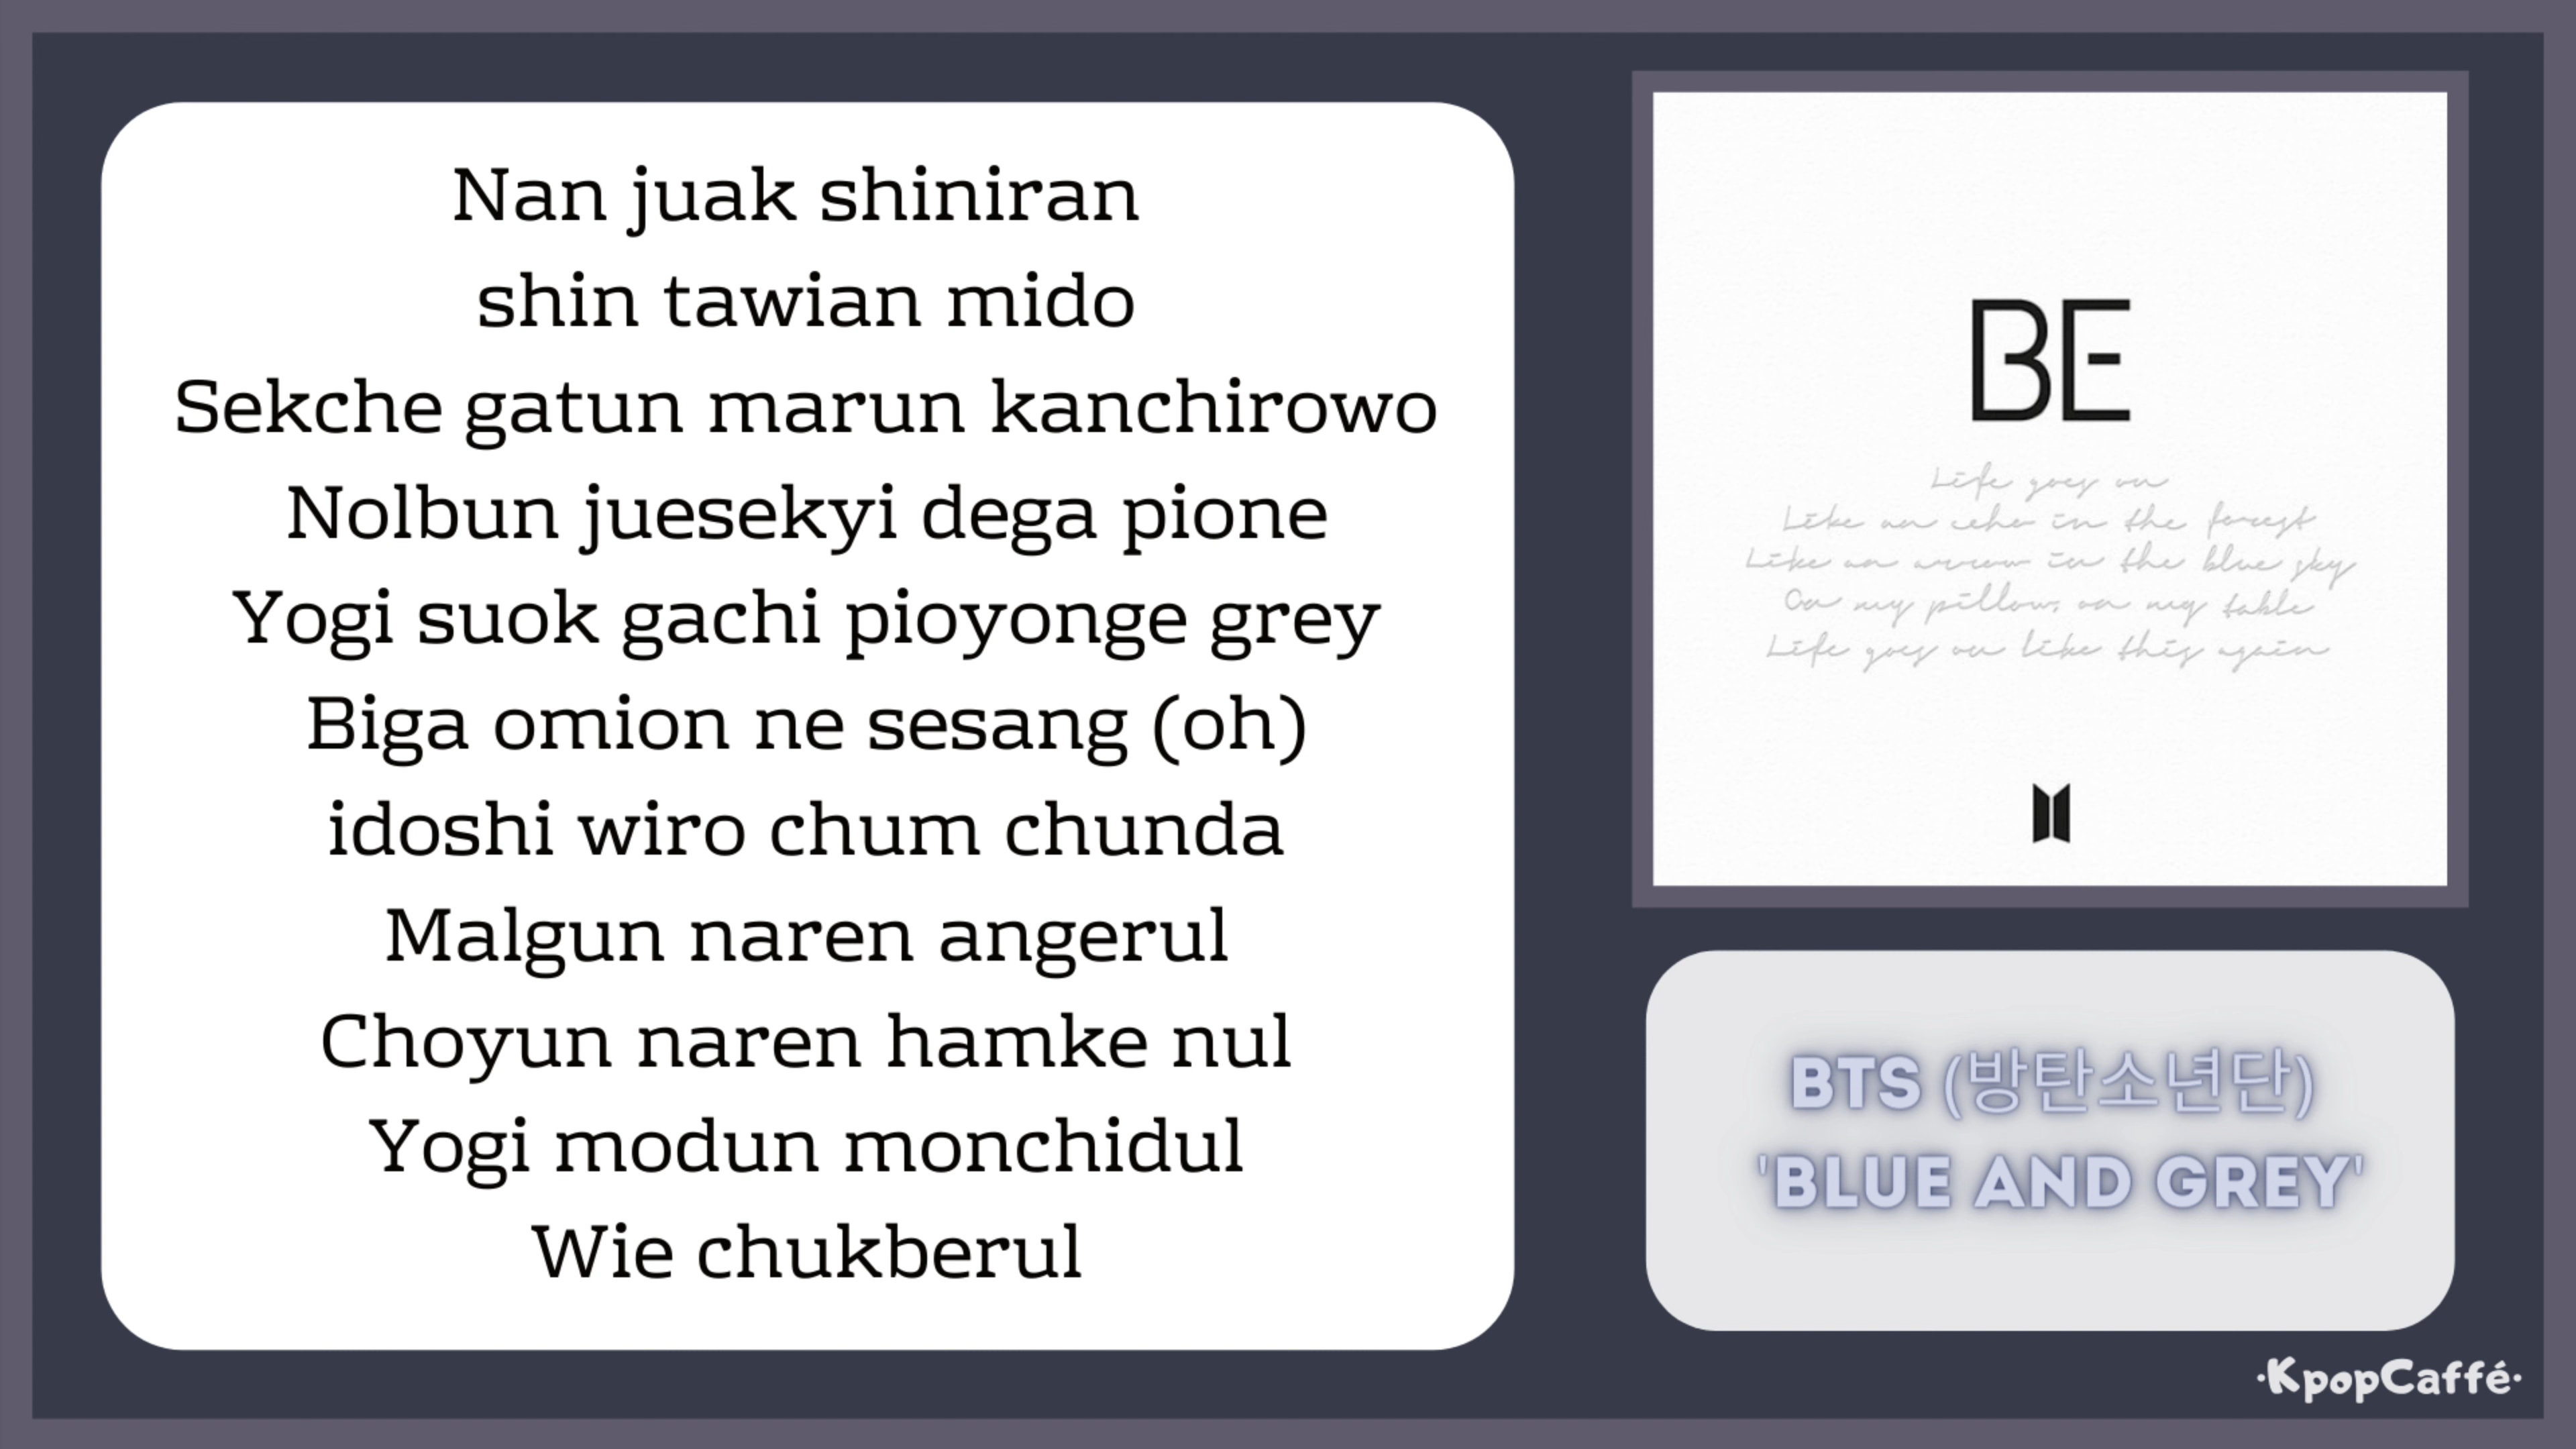 Nan juak shiniran
shin tawian mido
Sekche gatun marun kanchirowo
Nolbun juesekyi dega pione
Yogi suok gachi pioyonge grey
Biga omion ne sesang (oh)
idoshi wiro chum chunda
Malgun naren angerul
Choyun naren hamke nul
Yogi modun monchidul
Wie chukberul
BE
Life goes on
Like an echo in the forest
Like an arrow in the blue sky
On my pillow, on my table
Life goes on like this again
BTS (방탄소년단)
'BLUE AND GREY'
·KpopCaffé·